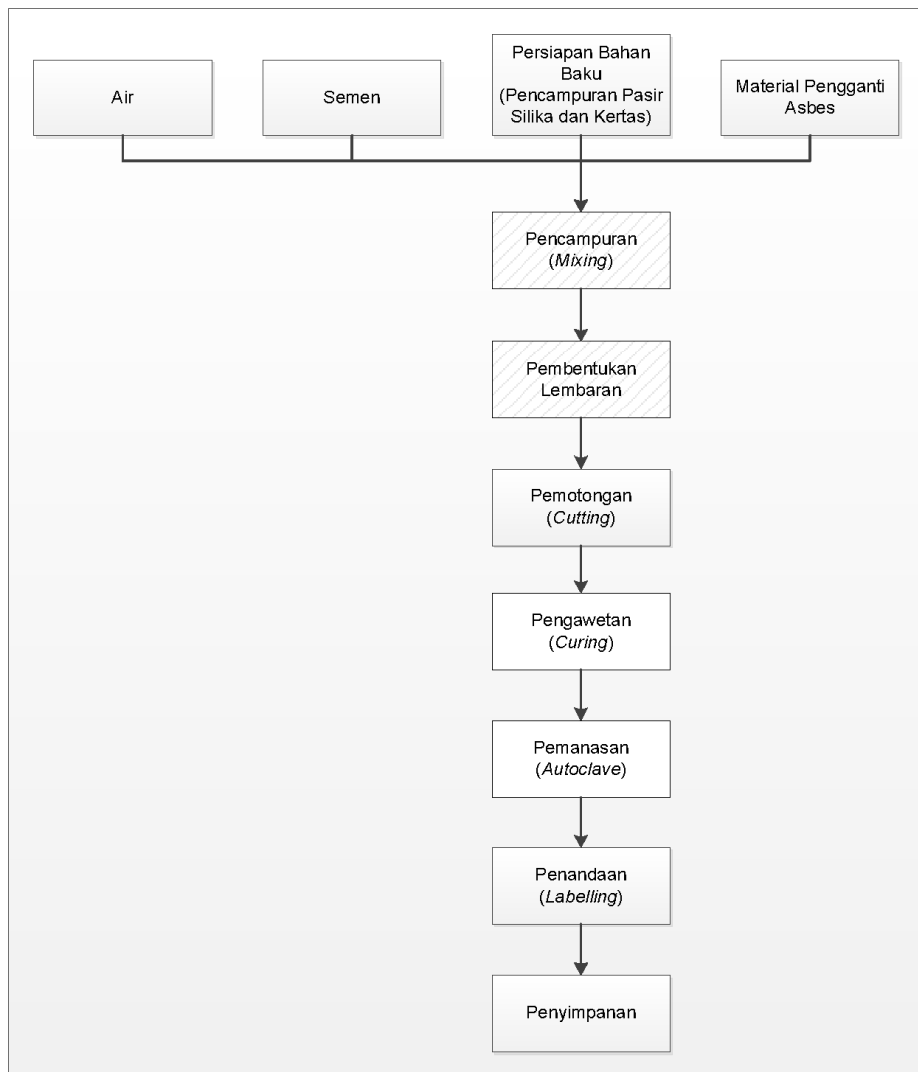 Air
Semen
Persiapan Bahan
Baku
(Pencampuran Pasir
Silika dan Kertas)
Material Pengganti
Asbes
Pencampuran
(Mixing)
Pembentukan
Lembaran
Pemotongan
(Cutting)
Pengawetan
(Curing)
Pemanasan
(Autoclave)
Penandaan
(Labelling)
Penyimpanan